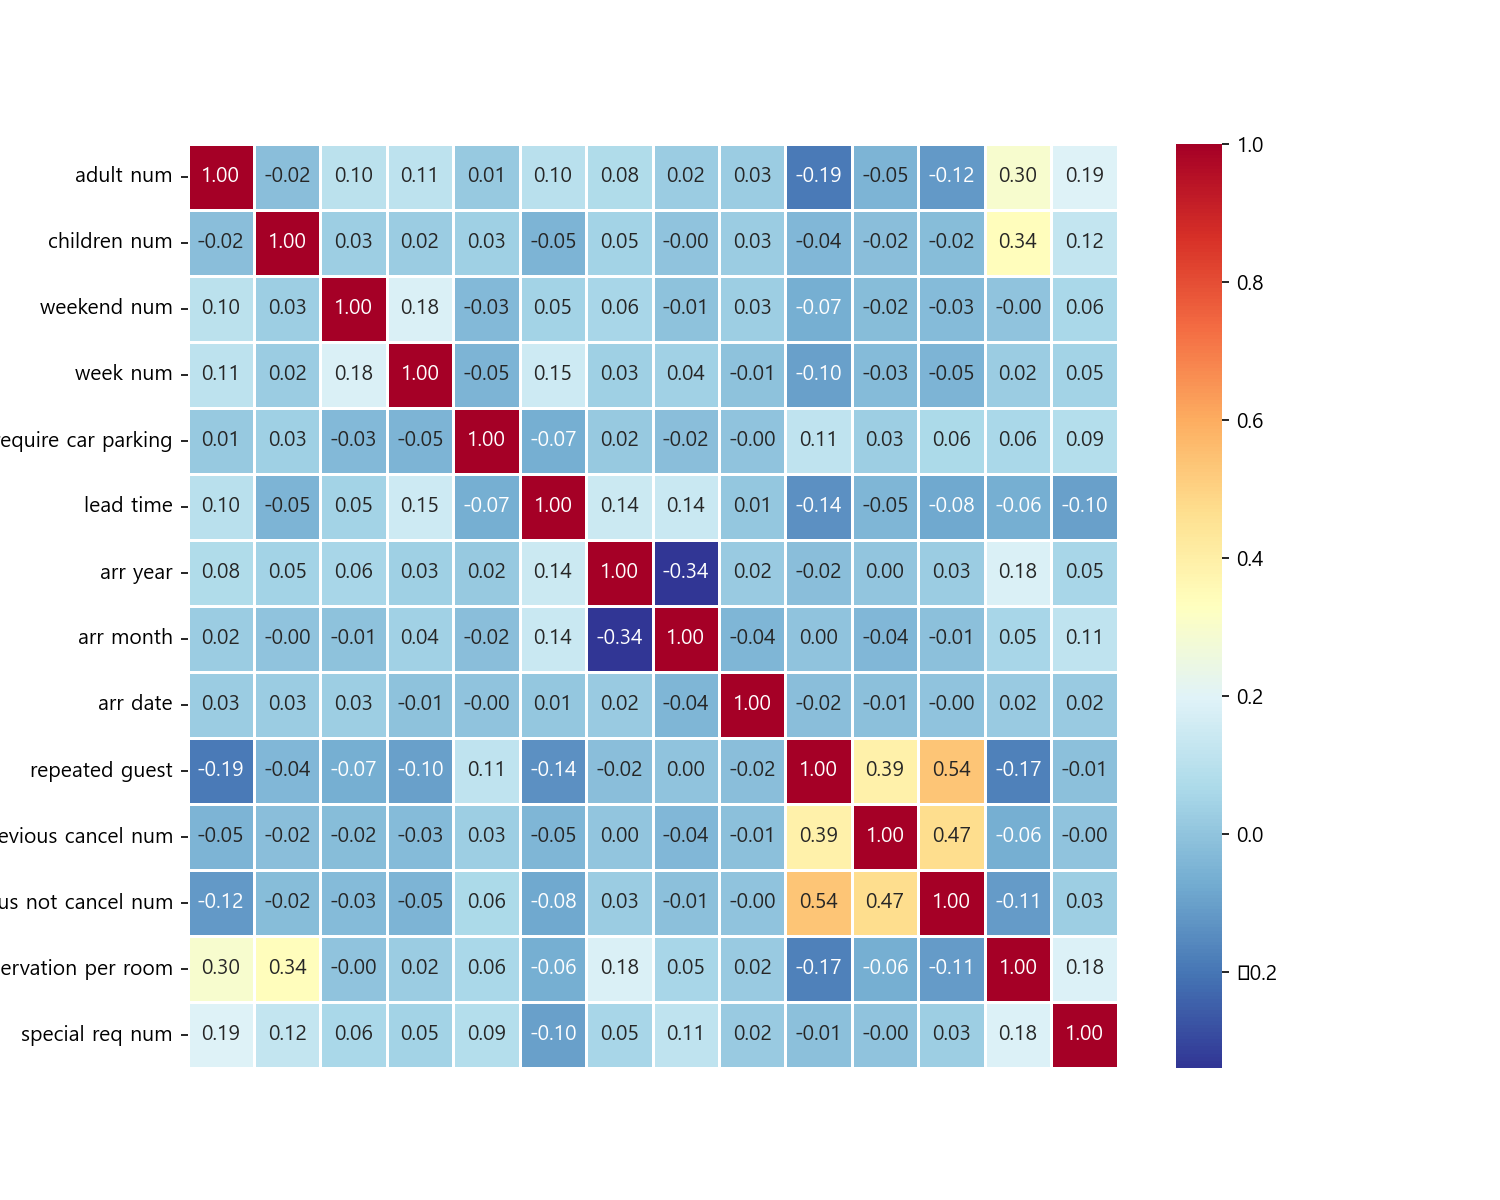 adult num 1.00 -0.02 0.10 0.11 0.01 0.10 0.08 0.02 0.03 -0.19 -0.05 -0.12 0.30 0.19
children num -0.02 1.00 0.03 0.02 0.03 -0.05 0.05 -0.00 0.03 -0.04 -0.02 -0.02 0.34 0.12
weekend num 0.10 0.03 1.00 0.18 -0.03 0.05 0.06 -0.01 0.03 -0.07 -0.02 -0.03 -0.00 0.06
week num 0.11 0.02 0.18 1.00 -0.05 0.15 0.03 0.04 -0.01 -0.10 -0.03 -0.05 0.02 0.05
equire car parking 0.01 0.03 -0.03 -0.05 1.00 -0.07 0.02 -0.02 -0.00 0.11 0.03 0.06 0.06 0.09
lead time 0.10 -0.05 0.05 0.15 -0.07 1.00 0.14 0.14 0.01 -0.14 -0.05 -0.08 -0.06 -0.10
arr year 0.08 0.05 0.06 0.03 0.02 0.14 1.00 -0.34 0.02 -0.02 0.00 0.03 0.18 0.05
arr month 0.02 -0.00 -0.01 0.04 -0.02 0.14 -0.34 1.00 -0.04 0.00 -0.04 -0.01 0.05 0.11
arr date 0.03 0.03 0.03 -0.01 -0.00 0.01 0.02 -0.04 1.00 -0.02 -0.01 -0.00 0.02 0.02
repeated guest -0.19 -0.04 -0.07 -0.10 0.11 -0.14 -0.02 0.00 -0.02 1.00 0.39 0.54 -0.17 -0.01
evious cancel num -0.05 -0.02 -0.02 -0.03 0.03 -0.05 0.00 -0.04 -0.01 0.39 1.00 0.47 -0.06 -0.00
us not cancel num -0.12 -0.02 -0.03 -0.05 0.06 -0.08 0.03 -0.01 -0.00 0.54 0.47 1.00 -0.11 0.03
ervation per room 0.30 0.34 -0.00 0.02 0.06 -0.06 0.18 0.05 0.02 -0.17 -0.06 -0.11 1.00 0.18
special req num 0.19 0.12 0.06 0.05 0.09 -0.10 0.05 0.11 0.02 -0.01 -0.00 0.03 0.18 1.00
1.0
0.8
0.6
0.4
0.2
0.0
▯0.2